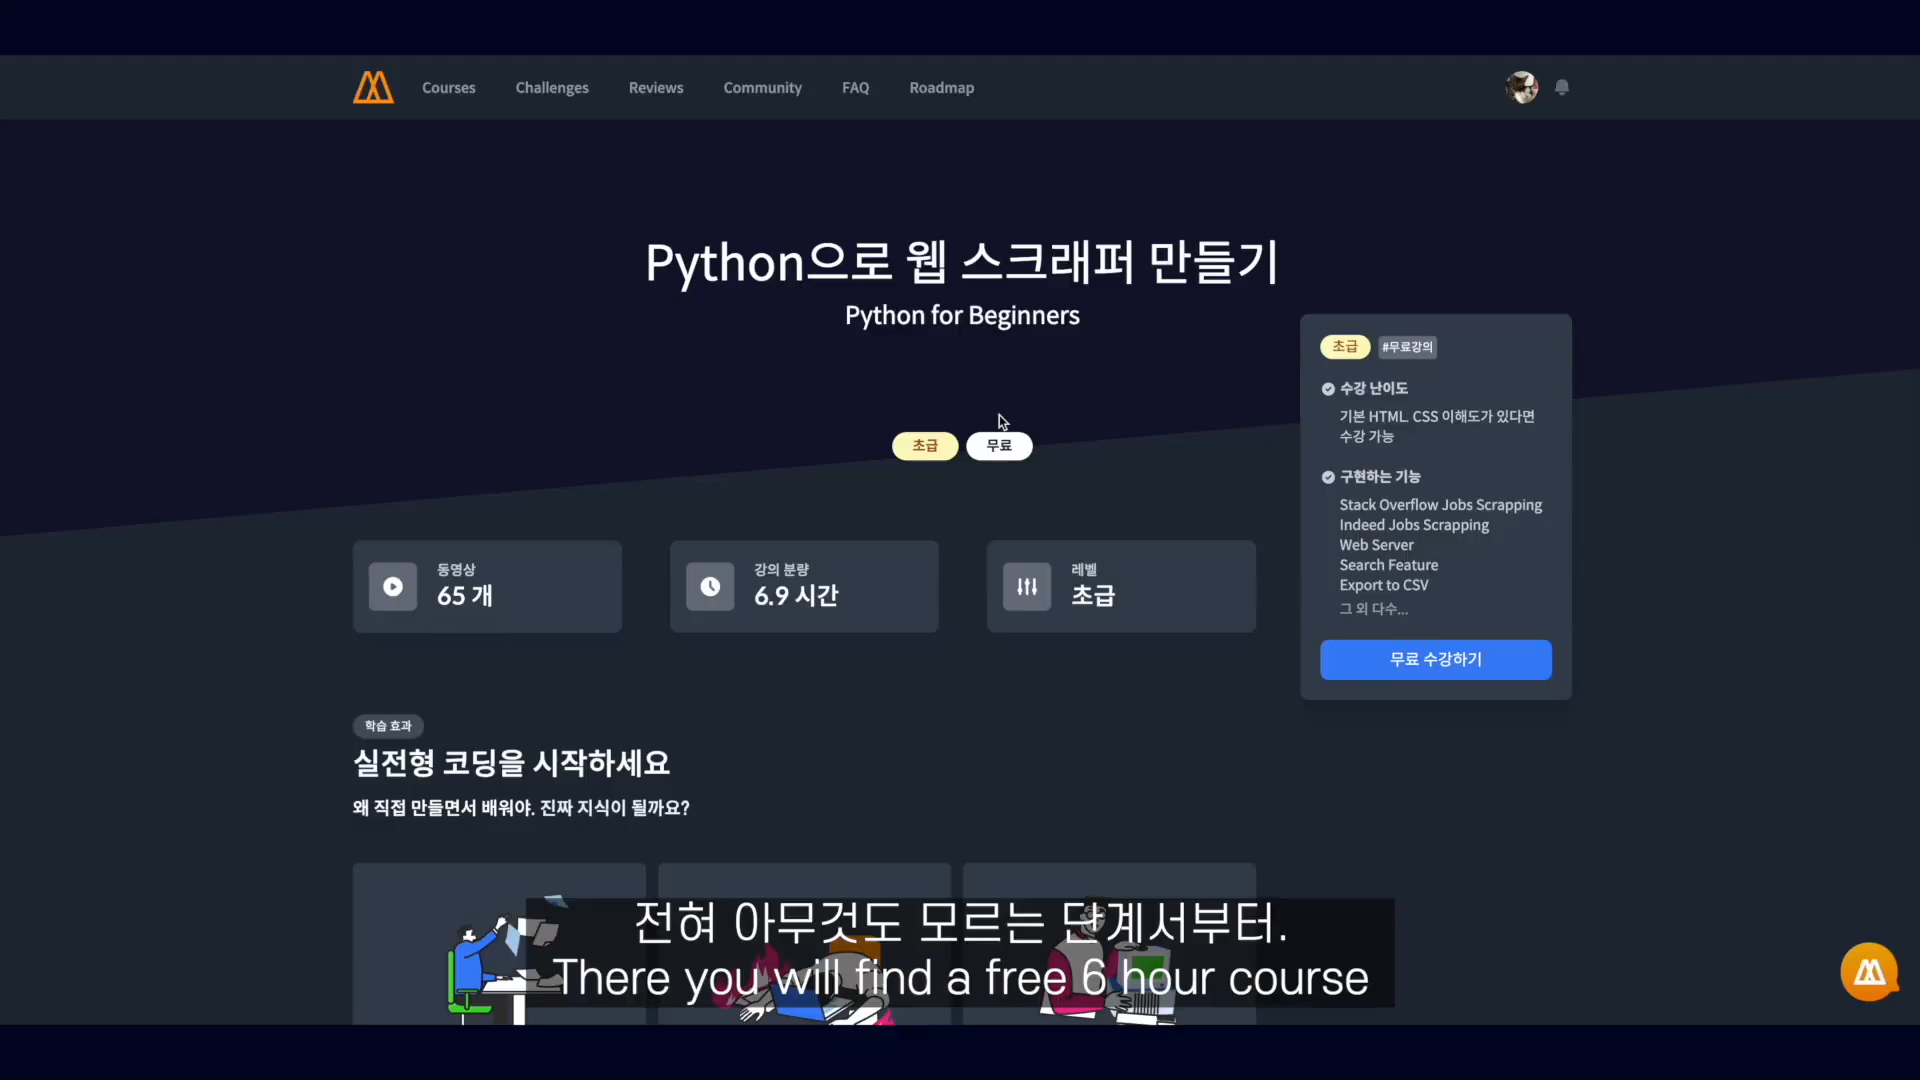 Courses
Challenges
Reviews
Community
FAQ
Roadmap
Python으로 웹 스크래퍼 만들기
Python for Beginners
초급
무료
초급
#무료강의
수강 난이도
기본 HTML. CSS 이해도가 있다면
수강 가능
구현하는 기능
Stack Overflow Jobs Scrapping
Indeed Jobs Scrapping
Web Server
Search Feature
Export to CSV
그 외 다수...
무료 수강하기
동영상
65 개
강의 분량
6.9 시간
레벨
초급
학습 효과
실전형 코딩을 시작하세요
왜 직접 만들면서 배워야. 진짜 지식이 될까요?
전혀 아무것도 모르는 단계서부터.
There you will find a free 6 hour course